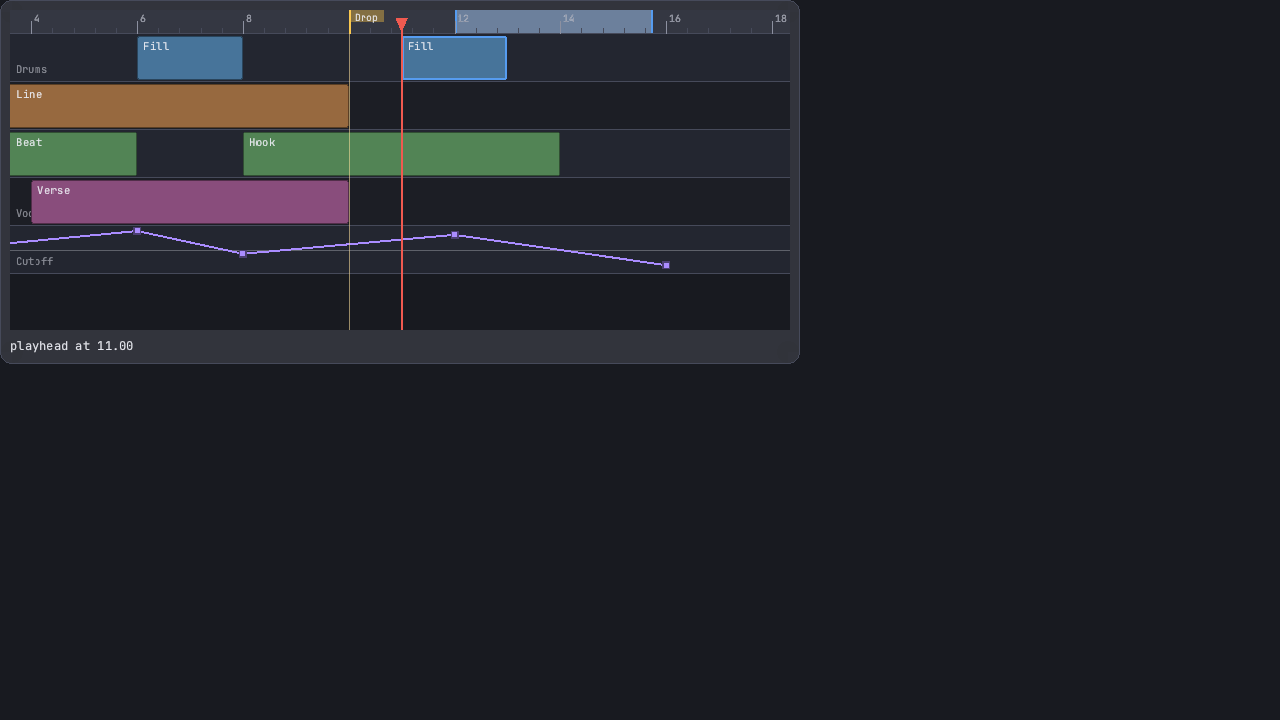 4 6 8 Drop 12 14 16 18
Fill Fill
Drums
Line
Beat Hook
Verse
Cutoff
playhead at 11.00